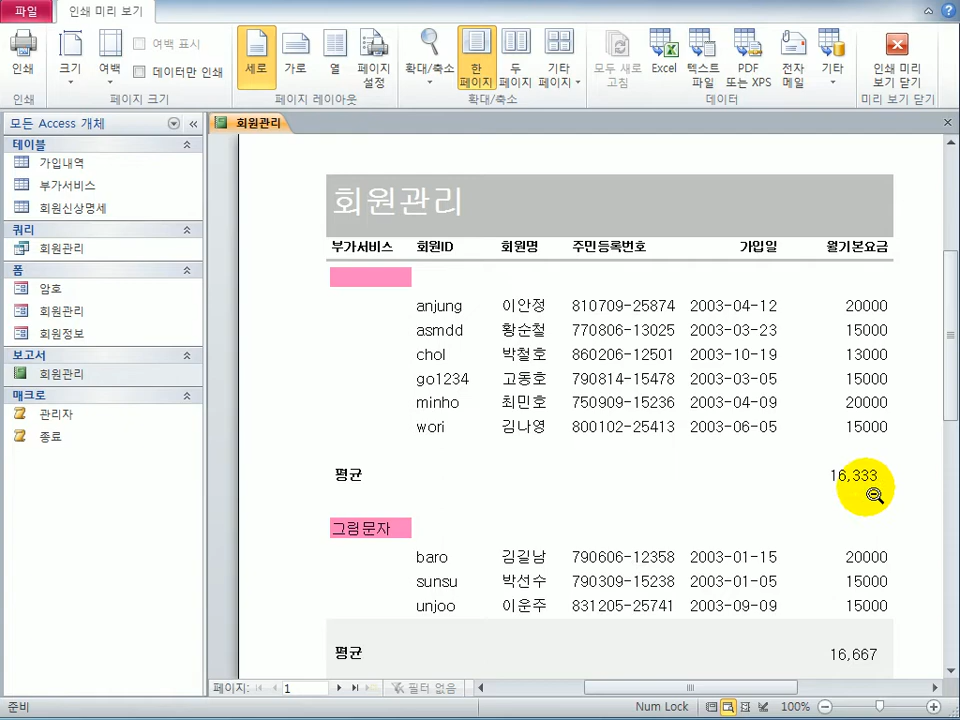 파일 인쇄 미리 보기
인쇄 크기 여백 여백 표시 데이터만 인쇄 세로 가로 열 페이지 설정 확대/축소 한 페이지 두 페이지 기타 페이지 모두 새로 고침 Excel 텍스트 파일 PDF 또는 XPS 전자 메일 기타 인쇄 미리 보기 닫기
인쇄 페이지 크기 페이지 레이아웃 확대/축소 데이터 미리 보기 닫기
모든 Access 개체 회원관리
테이블
가입내역
부가서비스
회원신상명세
쿼리
회원관리
폼
암호
회원관리
회원정보
보고서
회원관리
매크로
관리자
종료
회원관리
부가서비스 회원ID 회원명 주민등록번호 가입일 월기본요금
anjung 이안정 810709-25874 2003-04-12 20000
asmdd 황순철 770806-13025 2003-03-23 15000
chol 박철호 860206-12501 2003-10-19 13000
go1234 고동호 790814-15478 2003-03-05 15000
minho 최민호 750909-15236 2003-04-09 20000
wori 김나영 800102-25413 2003-06-05 15000
평균 16,333
그림문자
baro 김길남 790606-12358 2003-01-15 20000
sunsu 박선수 790309-15238 2003-01-05 15000
unjoo 이운주 831205-25741 2003-09-09 15000
평균 16,667
페이지: 1 필터 없음
준비 Num Lock 100%